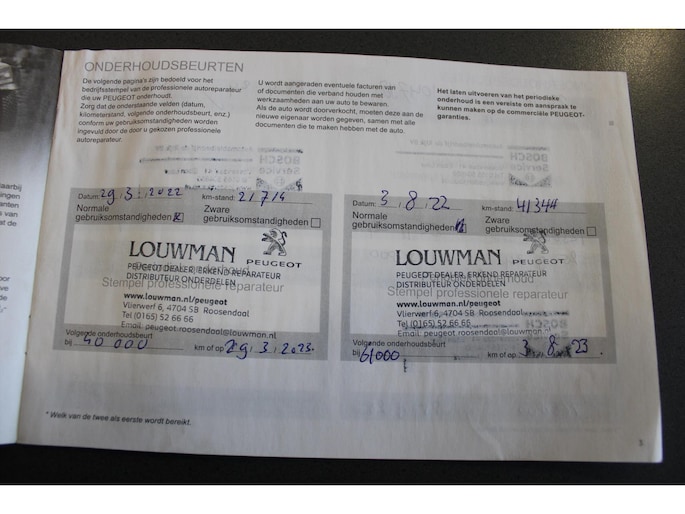 ONDERHOUDSBEURTEN
De volgende pagina's zijn bedoeld voor het
bedrijfsstempel van de professionele autoreparateur
die uw PEUGEOT onderhoudt.
Zorg dat de onderstaande velden (datum,
kilometerstand, volgende onderhoudsbeurt, enz.)
conform uw gebruiksomstandigheden worden
ingevuld door de door u gekozen professionele
autoreparateur.
U wordt aangeraden eventuele facturen van
of documenten die verband houden met
werkzaamheden aan uw auto te bewaren.
Als de auto wordt doorverkocht, moeten deze aan de
nieuwe eigenaar worden gegeven, samen met alle
documenten die te maken hebben met de auto.
Het laten uitvoeren van het periodieke
onderhoud is een vereiste om aanspraak te
kunnen maken op de commerciële PEUGEOT-
garanties.
Datum: 29.3.2022 km-stand: 21714
Normale gebruiksomstandigheden
Zware gebruiksomstandigheden
LOUWMAN PEUGEOT
PEUGEOT DEALER, ERKEND REPARATEUR
DISTRIBUTEUR ONDERDELEN
Stempel professionele reparateur
www.louwman.nl/peugeot
Vlierwerf 6, 4704 SB Roosendaal
Tel (0165) 52 66 66
Email. peugeot.roosendaal@louwman.nl
Volgende onderhoudsbeurt
bij 40 000 km of op 29.3.2023.
Datum: 3.8.22 km-stand: 41344
Normale gebruiksomstandigheden
Zware gebruiksomstandigheden
LOUWMAN PEUGEOT
PEUGEOT DEALER, ERKEND REPARATEUR
DISTRIBUTEUR ONDERDELEN
Stempel professionele reparateur
www.louwman.nl/peugeot
Vlierwerf 6, 4704 SB Roosendaal
Tel (0165) 52 66 66
Email. peugeot.roosendaal@louwman.nl
Volgende onderhoudsbeurt
bij 61000 km of op 3.8.23.
* Welk van de twee als eerste wordt bereikt.
3